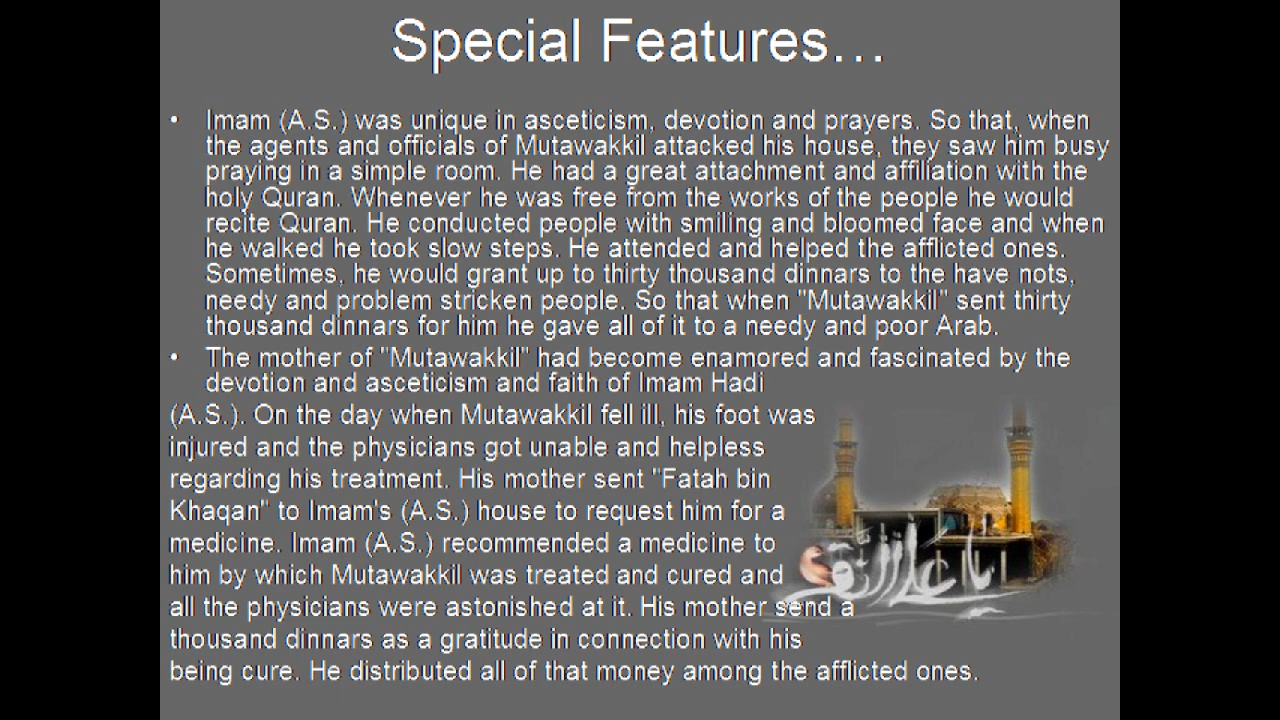 Special Features...
• Imam (A.S.) was unique in asceticism, devotion and prayers. So that, when
the agents and officials of Mutawakkil attacked his house, they saw him busy
praying in a simple room. He had a great attachment and affiliation with the
holy Quran. Whenever he was free from the works of the people he would
recite Quran. He conducted people with smiling and bloomed face and when
he walked he took slow steps. He attended and helped the afflicted ones.
Sometimes, he would grant up to thirty thousand dinnars to the have nots,
needy and problem stricken people. So that when "Mutawakkil" sent thirty
thousand dinnars for him he gave all of it to a needy and poor Arab.
• The mother of "Mutawakkil" had become enamored and fascinated by the
devotion and asceticism and faith of Imam Hadi
(A.S.). On the day when Mutawakkil fell ill, his foot was
injured and the physicians got unable and helpless
regarding his treatment. His mother sent "Fatah bin
Khaqan" to Imam's (A.S.) house to request him for a
medicine. Imam (A.S.) recommended a medicine to
him by which Mutawakkil was treated and cured and
all the physicians were astonished at it. His mother send a
thousand dinnars as a gratitude in connection with his
being cure. He distributed all of that money among the afflicted ones.
يا علي النقي